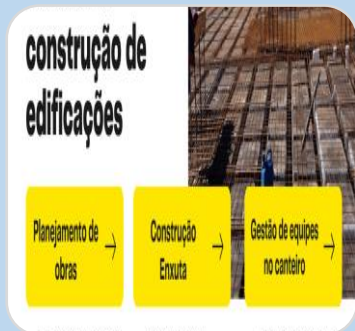 construção de
edificações
Planejamento de
obras
→
Construção
Enxuta
→
Gestão de equipes
no canteiro
→